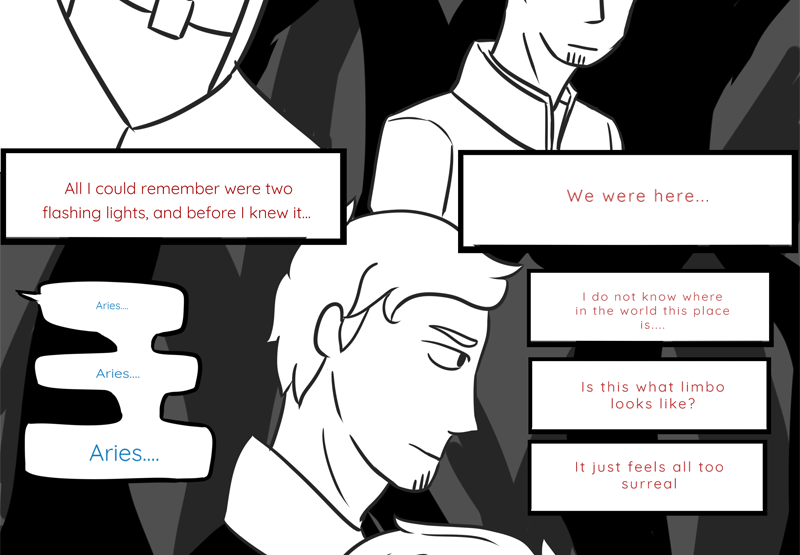 All I could remember were two
flashing lights, and before I knew it...
We were here...
Aries....
Aries....
Aries....
I do not know where
in the world this place
is....
Is this what limbo
looks like?
It just feels all too
surreal